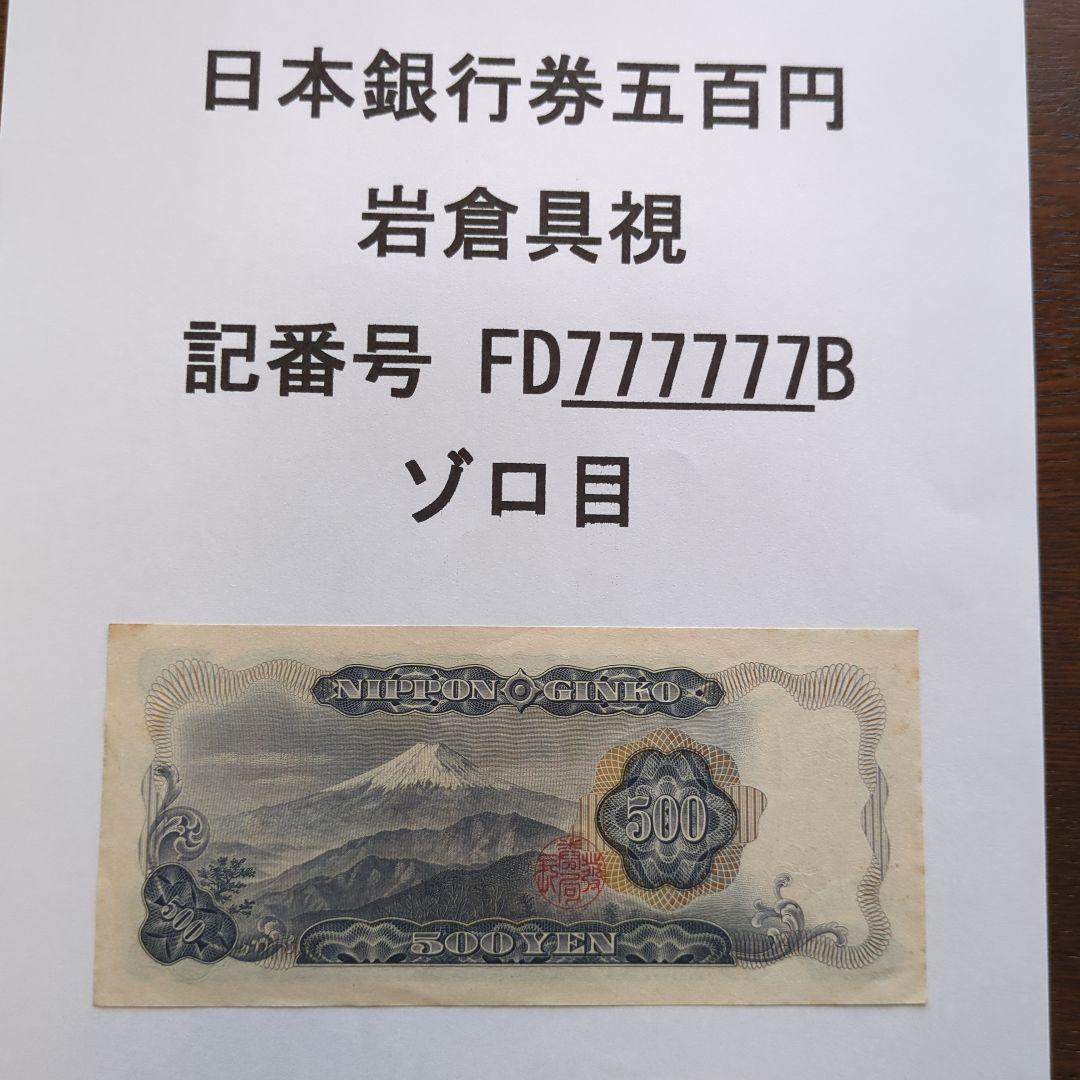 日本銀行券五百円
岩倉具視
記番号 FD777777B
ゾロ目
NIPPON GINKO
500
500
500 YEN